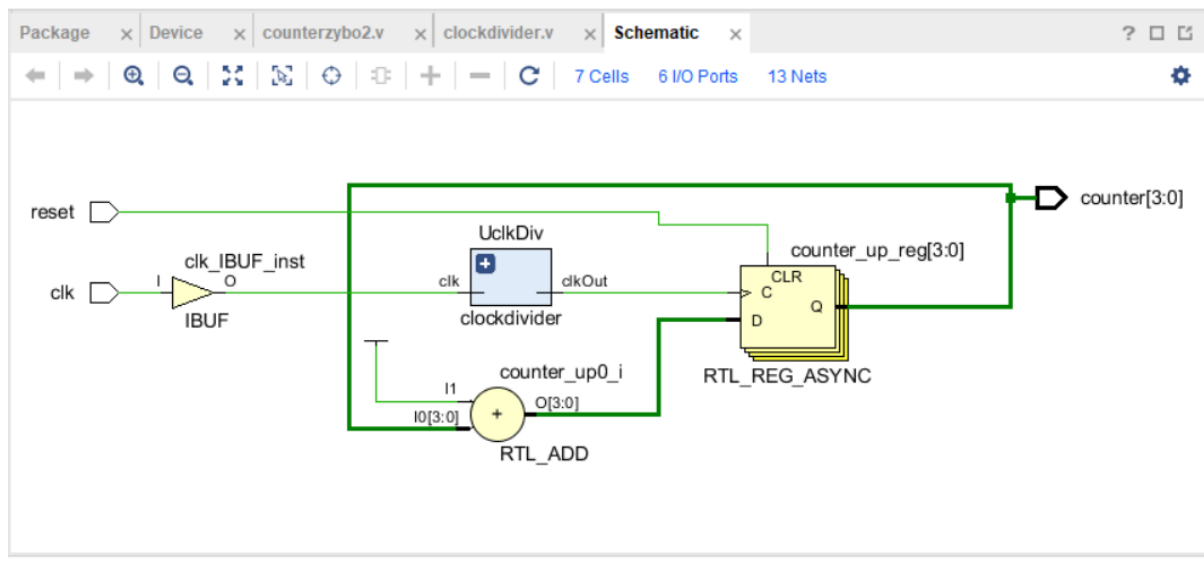 Package Device counterzybo2.v clockdivider.v Schematic
7 Cells 6 I/O Ports 13 Nets
reset
counter[3:0]
UclkDiv
clk_IBUF_inst
counter_up_reg[3:0]
clk
I
O
IBUF
clk
clkOut
clockdivider
CLR
C
D
Q
RTL_REG_ASYNC
counter_up0_i
I1
I0[3:0]
+
O[3:0]
RTL_ADD